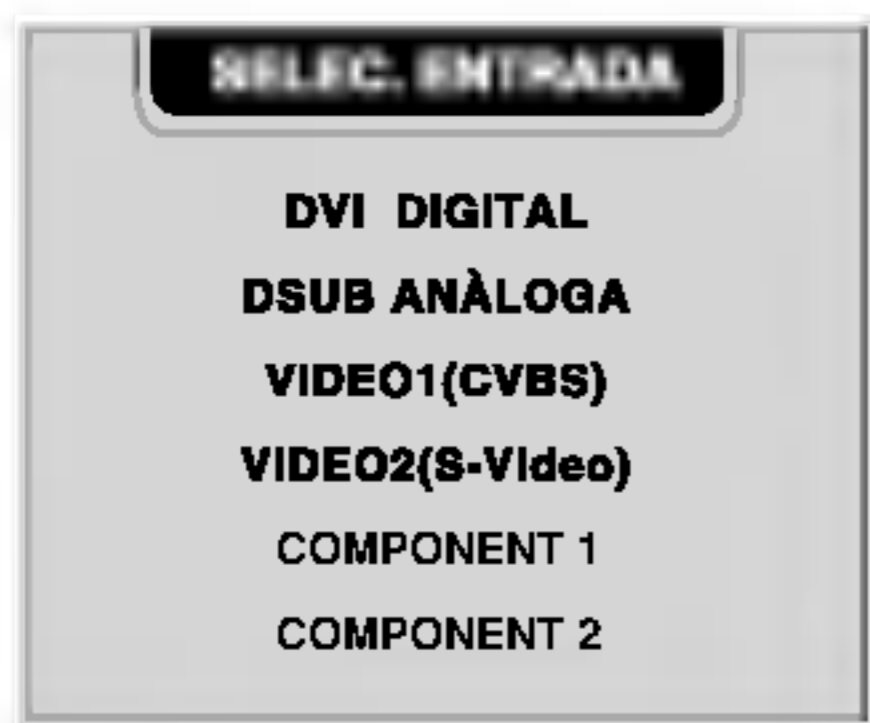 SELEC. ENTRADA
DVI DIGITAL
DSUB ANÀLOGA
VIDEO1(CVBS)
VIDEO2(S-Video)
COMPONENT 1
COMPONENT 2